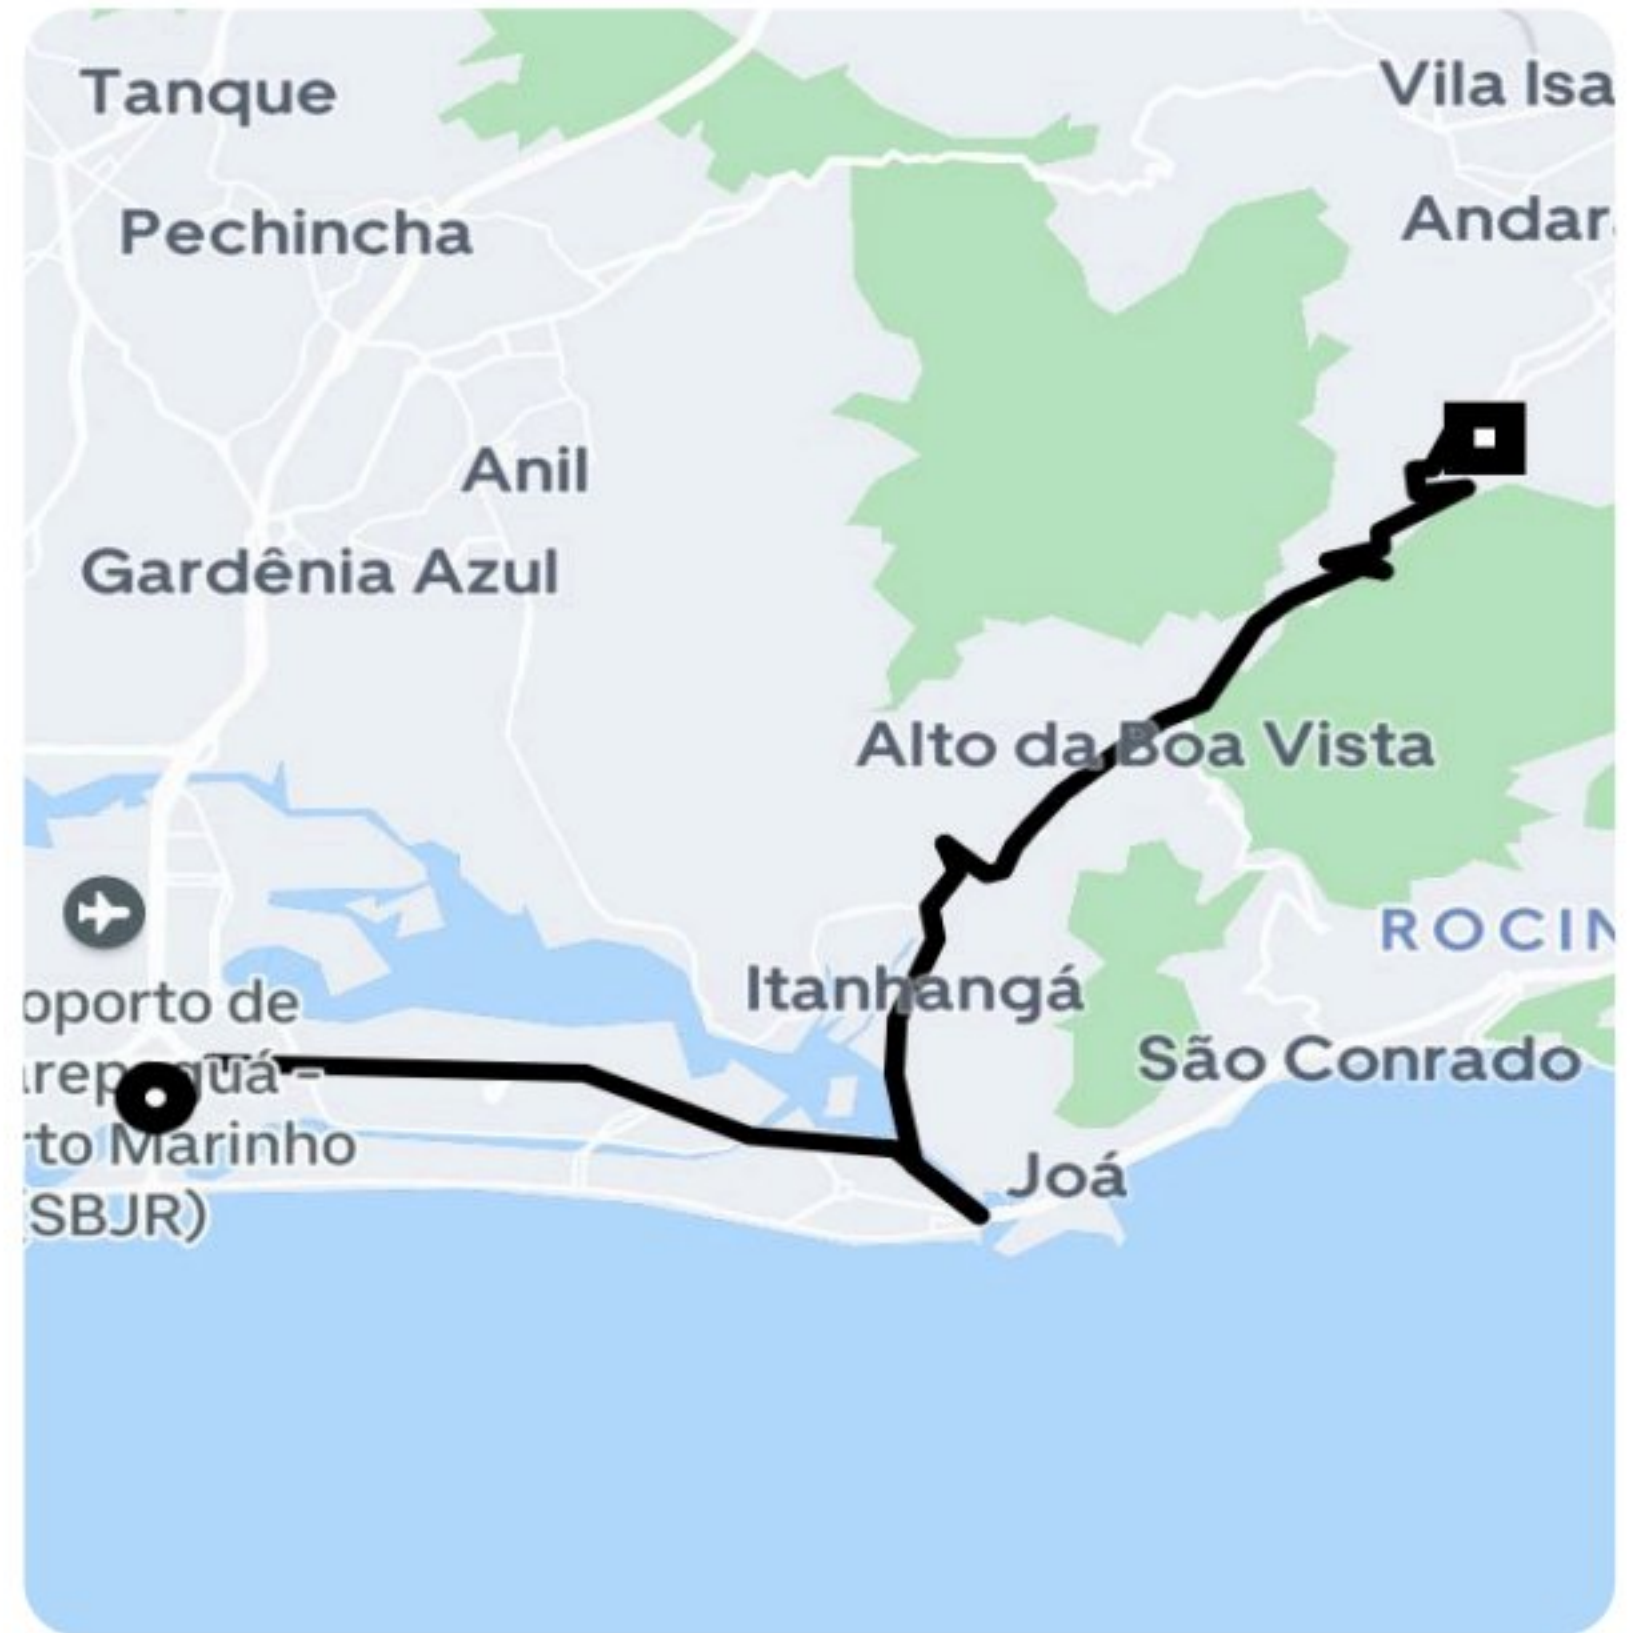 Tanque
Vila Isa
Pechincha
Andar
Anil
Gardênia Azul
Alto da Boa Vista
ROCIN
Itanhangá
oporto de
São Conrado
arepaguá -
rto Marinho
Joá
(SBJR)